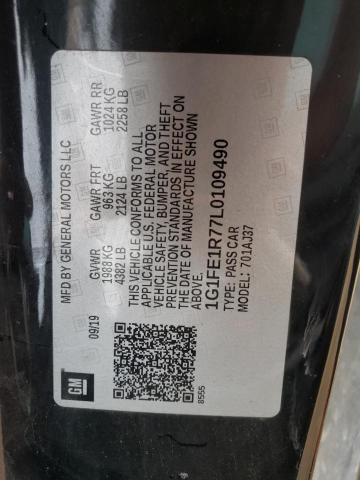 MFD BY GENERAL MOTORS LLC
09/19 GVWR GAWR FRT GAWR RR
1988 KG 963 KG 1024 KG
4382 LB 2124 LB 2258 LB
THIS VEHICLE CONFORMS TO ALL
APPLICABLE U.S. FEDERAL MOTOR
VEHICLE SAFETY, BUMPER, AND THEFT
PREVENTION STANDARDS IN EFFECT ON
THE DATE OF MANUFACTURE SHOWN
ABOVE.
1G1FE1R77L0109490
TYPE: PASS CAR
MODEL: 701AJ37
GM
8555